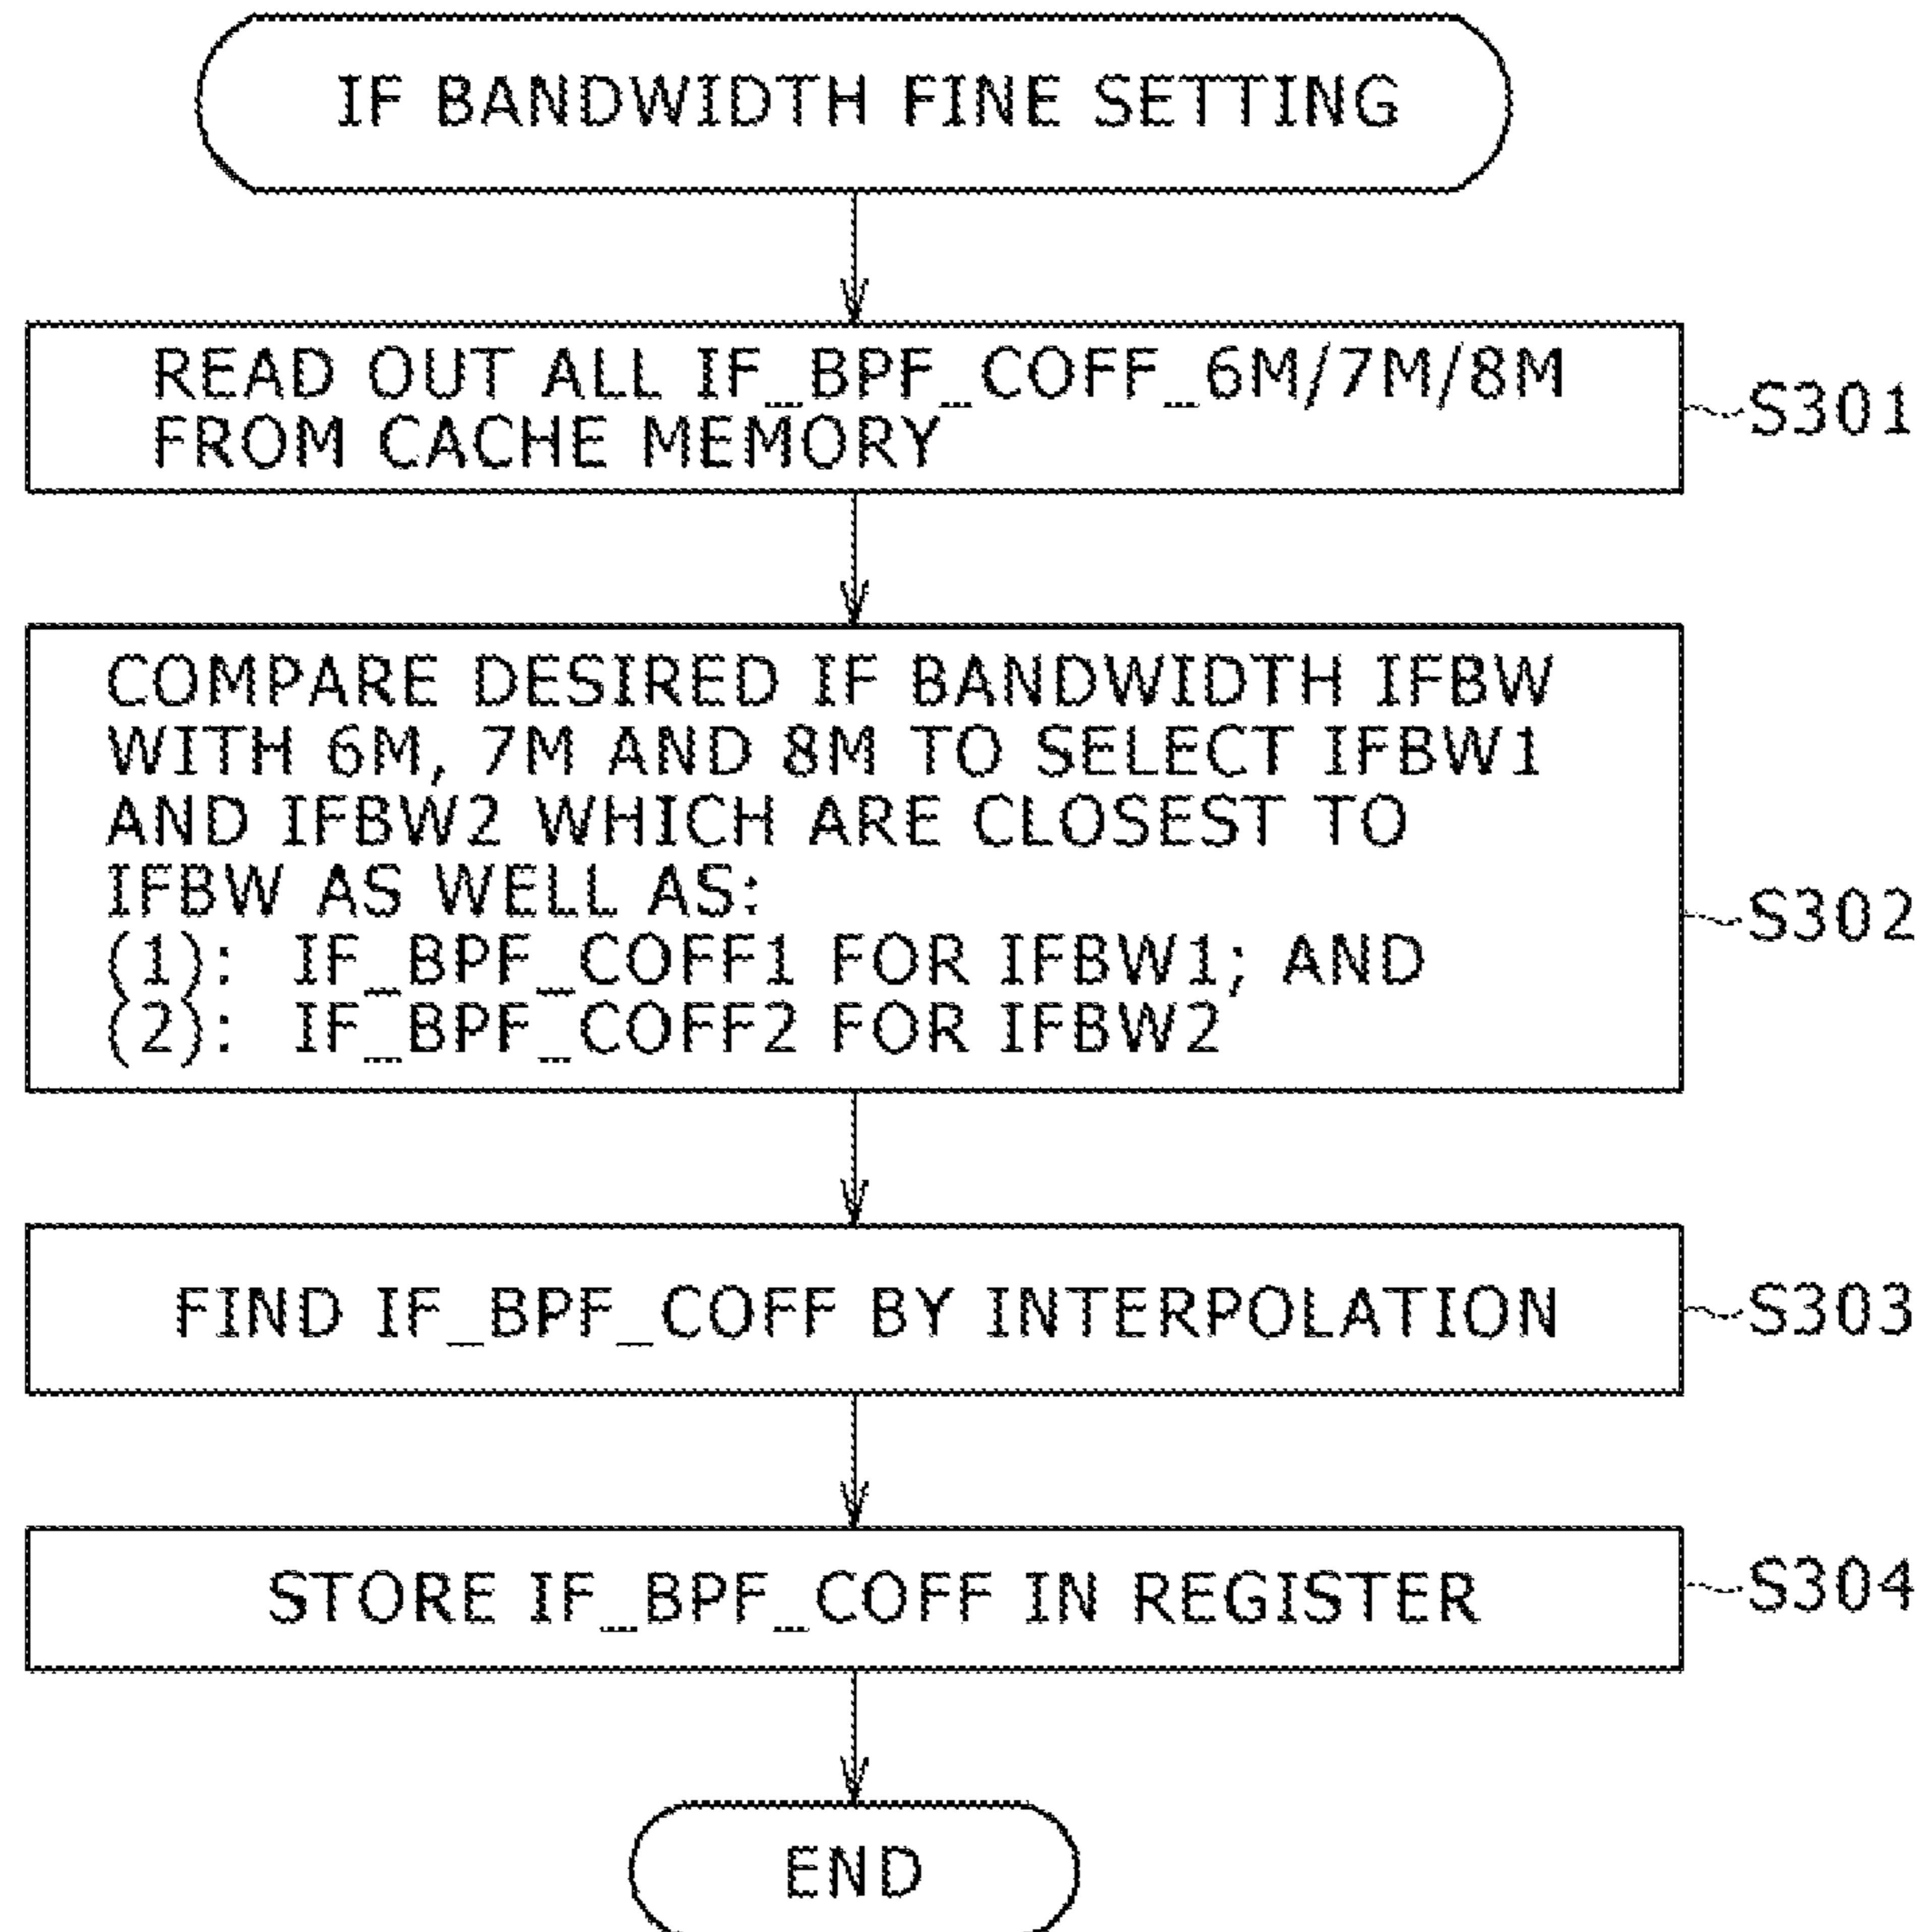 IF BANDWIDTH FINE SETTING
READ OUT ALL IF_BPF_COFF_6M/7M/8M
FROM CACHE MEMORY
S301
COMPARE DESIRED IF BANDWIDTH IFBW
WITH 6M, 7M AND 8M TO SELECT IFBW1
AND IFBW2 WHICH ARE CLOSEST TO
IFBW AS WELL AS:
(1): IF_BPF_COFF1 FOR IFBW1; AND
(2): IF_BPF_COFF2 FOR IFBW2
S302
FIND IF_BPF_COFF BY INTERPOLATION
S303
STORE IF_BPF_COFF IN REGISTER
S304
END